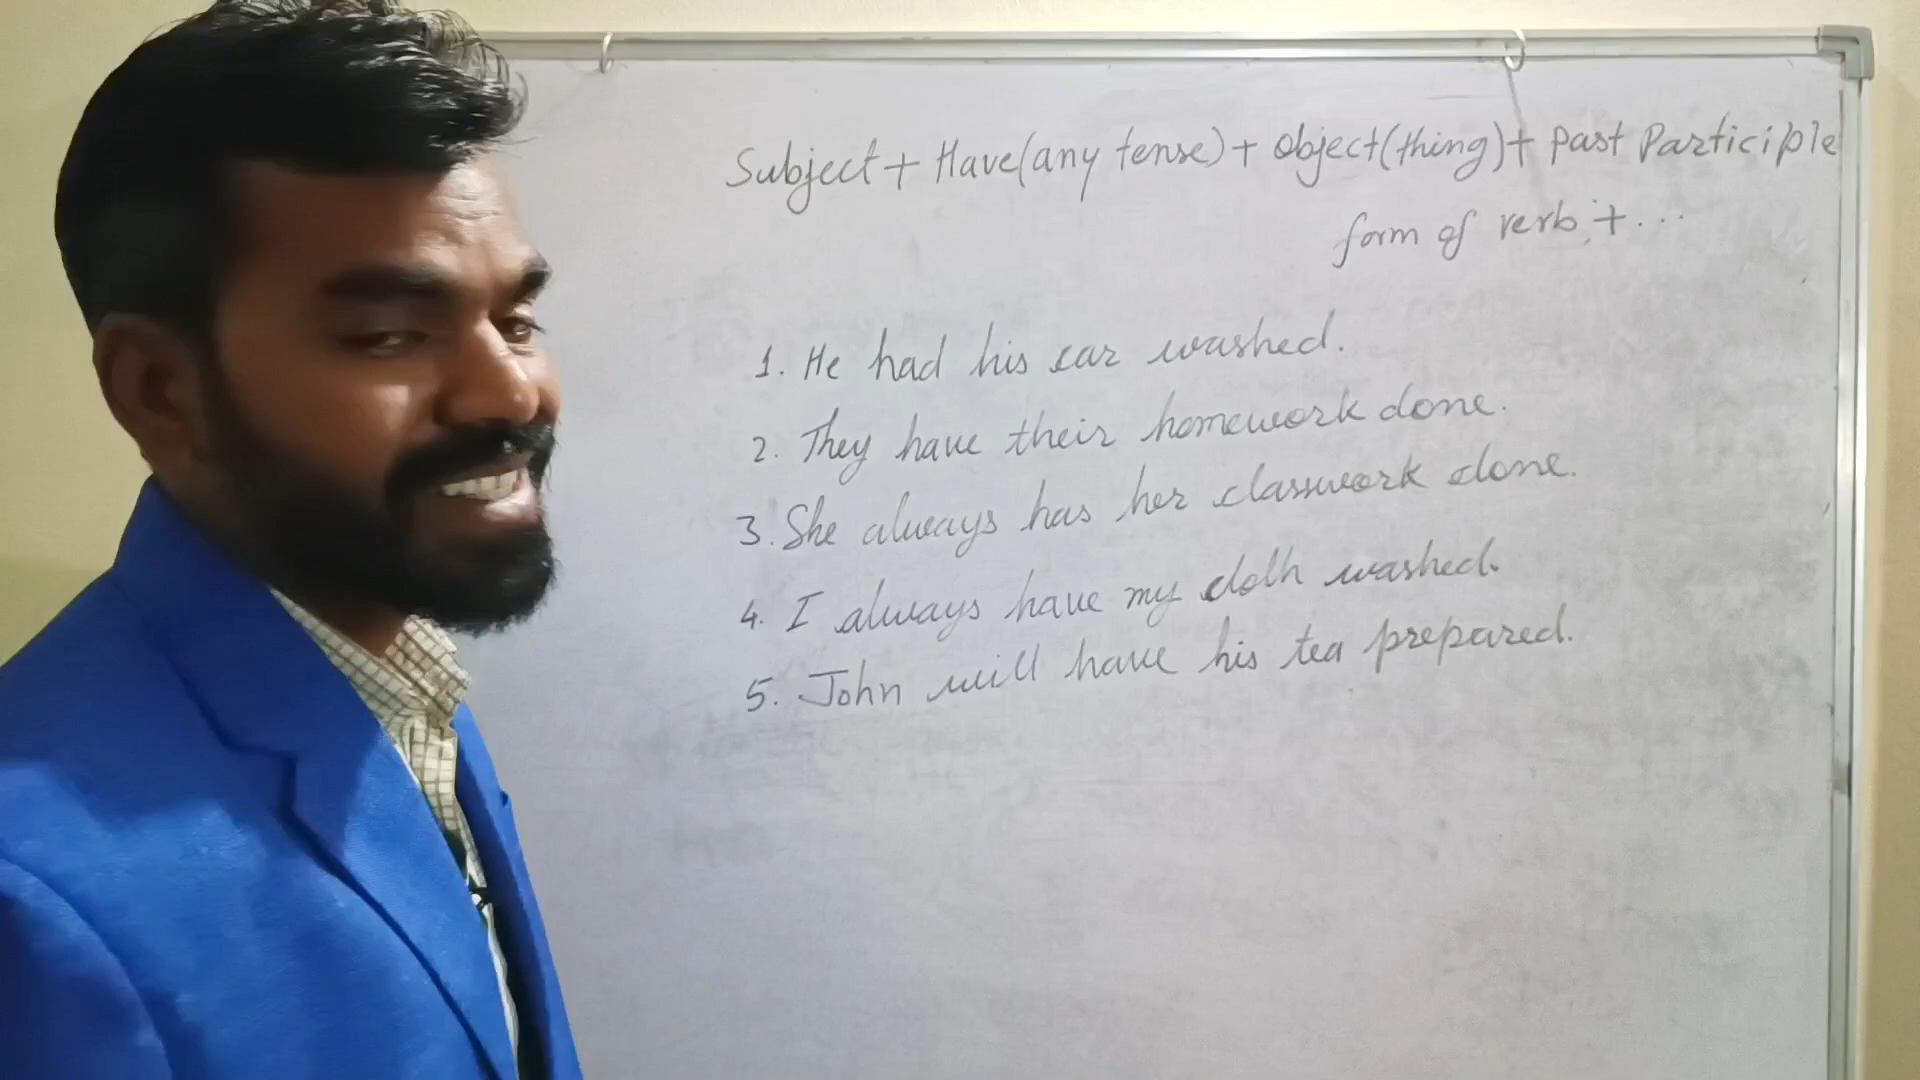 Subject + Have(any tense) + object(thing) + Past Participle
form of verb + ...
1. He had his car washed.
2. They have their homework done.
3. She always has her classwork done.
4. I always have my cloth washed.
5. John will have his tea prepared.